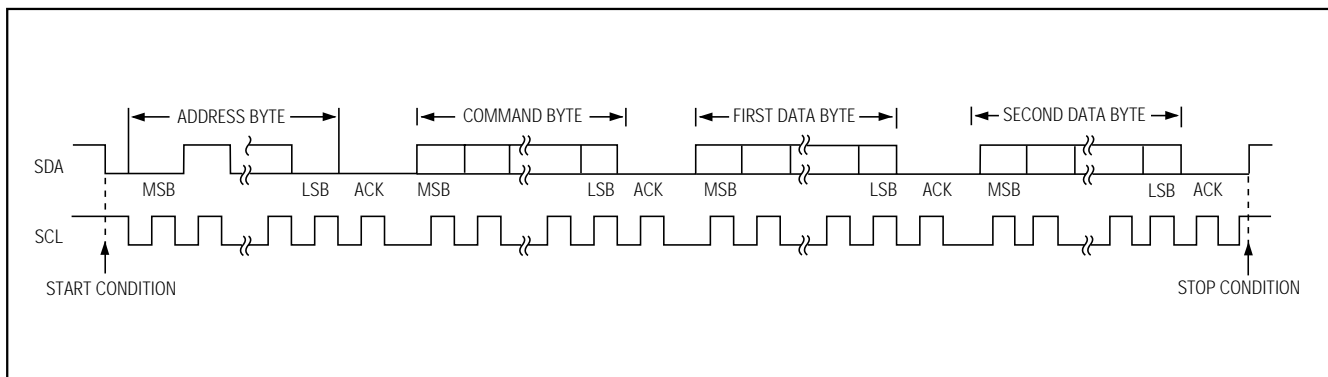 ADDRESS BYTE COMMAND BYTE FIRST DATA BYTE SECOND DATA BYTE
SDA
MSB LSB ACK MSB LSB ACK MSB LSB ACK MSB LSB ACK
SCL
START CONDITION STOP CONDITION